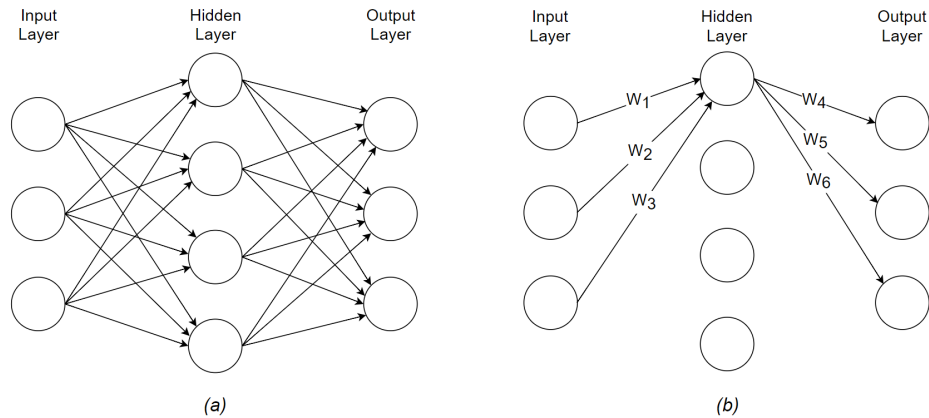 Input
Layer
Hidden
Layer
Output
Layer
(a)
Input
Layer
Hidden
Layer
Output
Layer
W1
W2
W3
W4
W5
W6
(b)